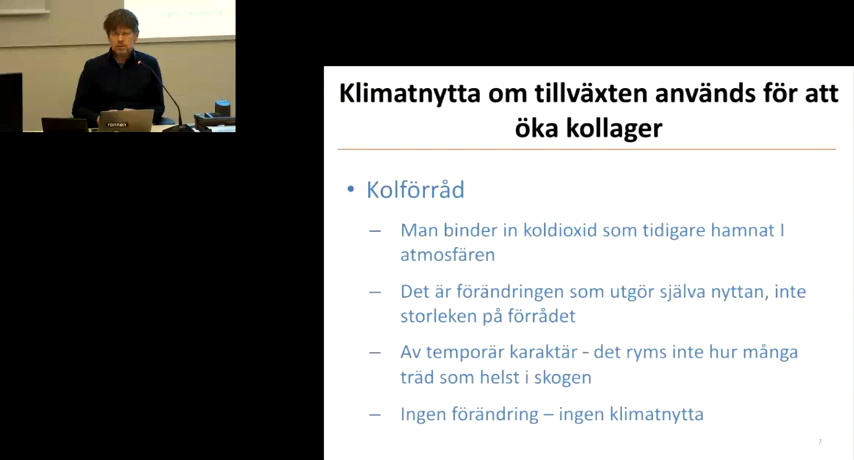 Klimatnytta om tillväxten används för att
öka kollager
• Kolförråd
– Man binder in koldioxid som tidigare hamnat I
atmosfären
– Det är förändringen som utgör själva nyttan, inte
storleken på förrådet
– Av temporär karaktär - det ryms inte hur många
träd som helst i skogen
– Ingen förändring – ingen klimatnytta
7